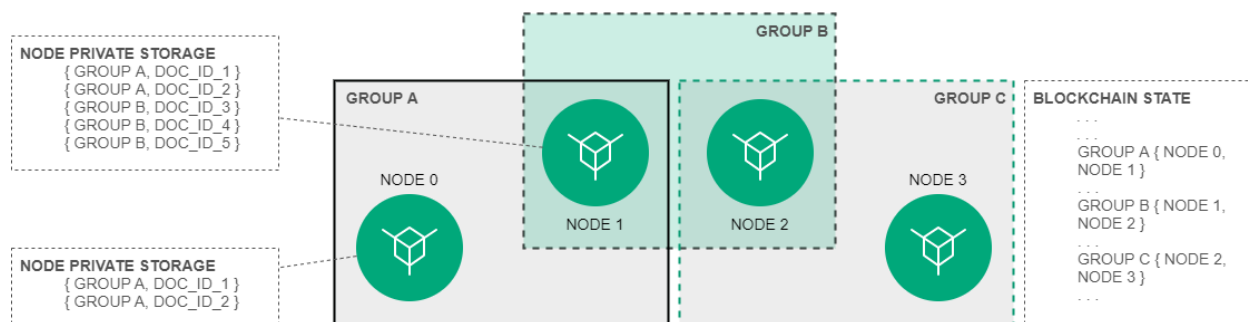 NODE PRIVATE STORAGE
{ GROUP A, DOC_ID_1 }
{ GROUP A, DOC_ID_2 }
{ GROUP B, DOC_ID_3 }
{ GROUP B, DOC_ID_4 }
{ GROUP B, DOC_ID_5 }
NODE PRIVATE STORAGE
{ GROUP A, DOC_ID_1 }
{ GROUP A, DOC_ID_2 }
GROUP A
NODE 0
GROUP B
NODE 1
NODE 2
GROUP C
NODE 3
BLOCKCHAIN STATE
. . .
. . .
GROUP A { NODE 0,
NODE 1 }
. . .
GROUP B { NODE 1,
NODE 2 }
. . .
GROUP C { NODE 2,
NODE 3 }
. . .